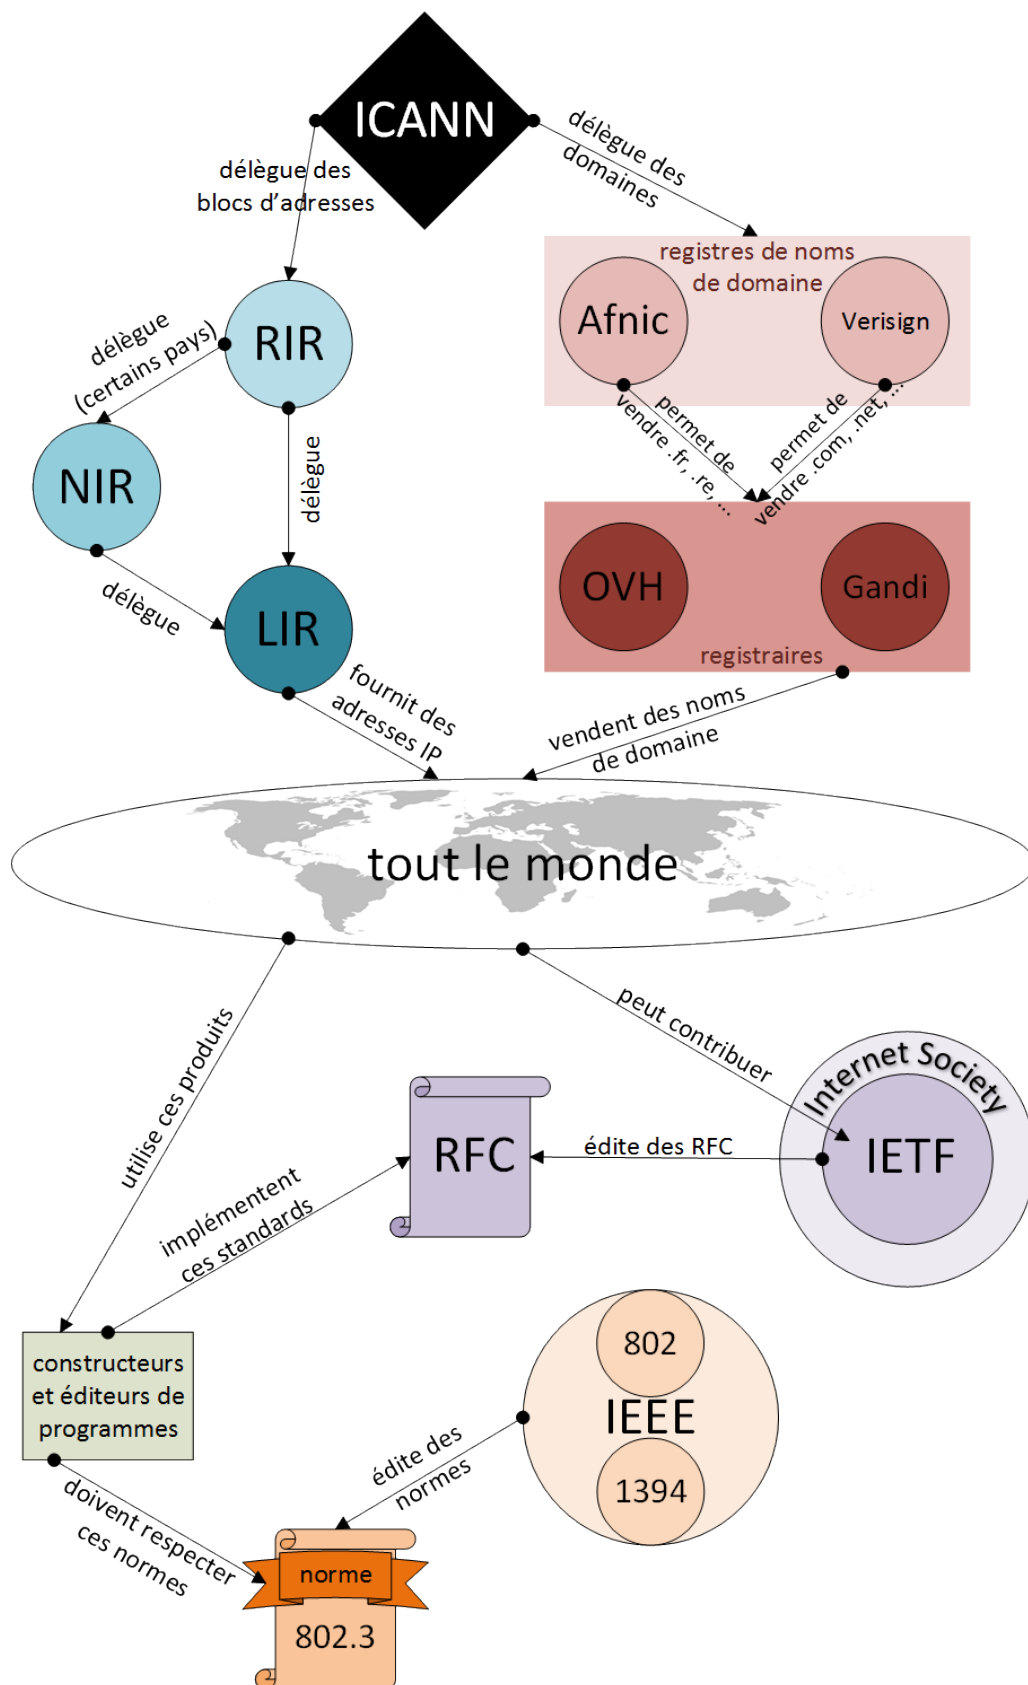 ICANN
délègue des
blocs d’adresses
délègue des
domaines
registres de noms
de domaine
Afnic
Verisign
RIR
délègue
(certains pays)
NIR
délègue
délègue
LIR
permet de
vendre .fr, .re, ...
permet de
vendre .com, .net, ...
OVH
Gandi
registraires
fournit des
adresses IP
vendent des noms
de domaine
tout le monde
utilise ces produits
peut contribuer
Internet Society
IETF
édite des RFC
RFC
implémentent
ces standards
constructeurs
et éditeurs de
programmes
802
IEEE
1394
édite des
normes
doivent respecter
ces normes
norme
802.3